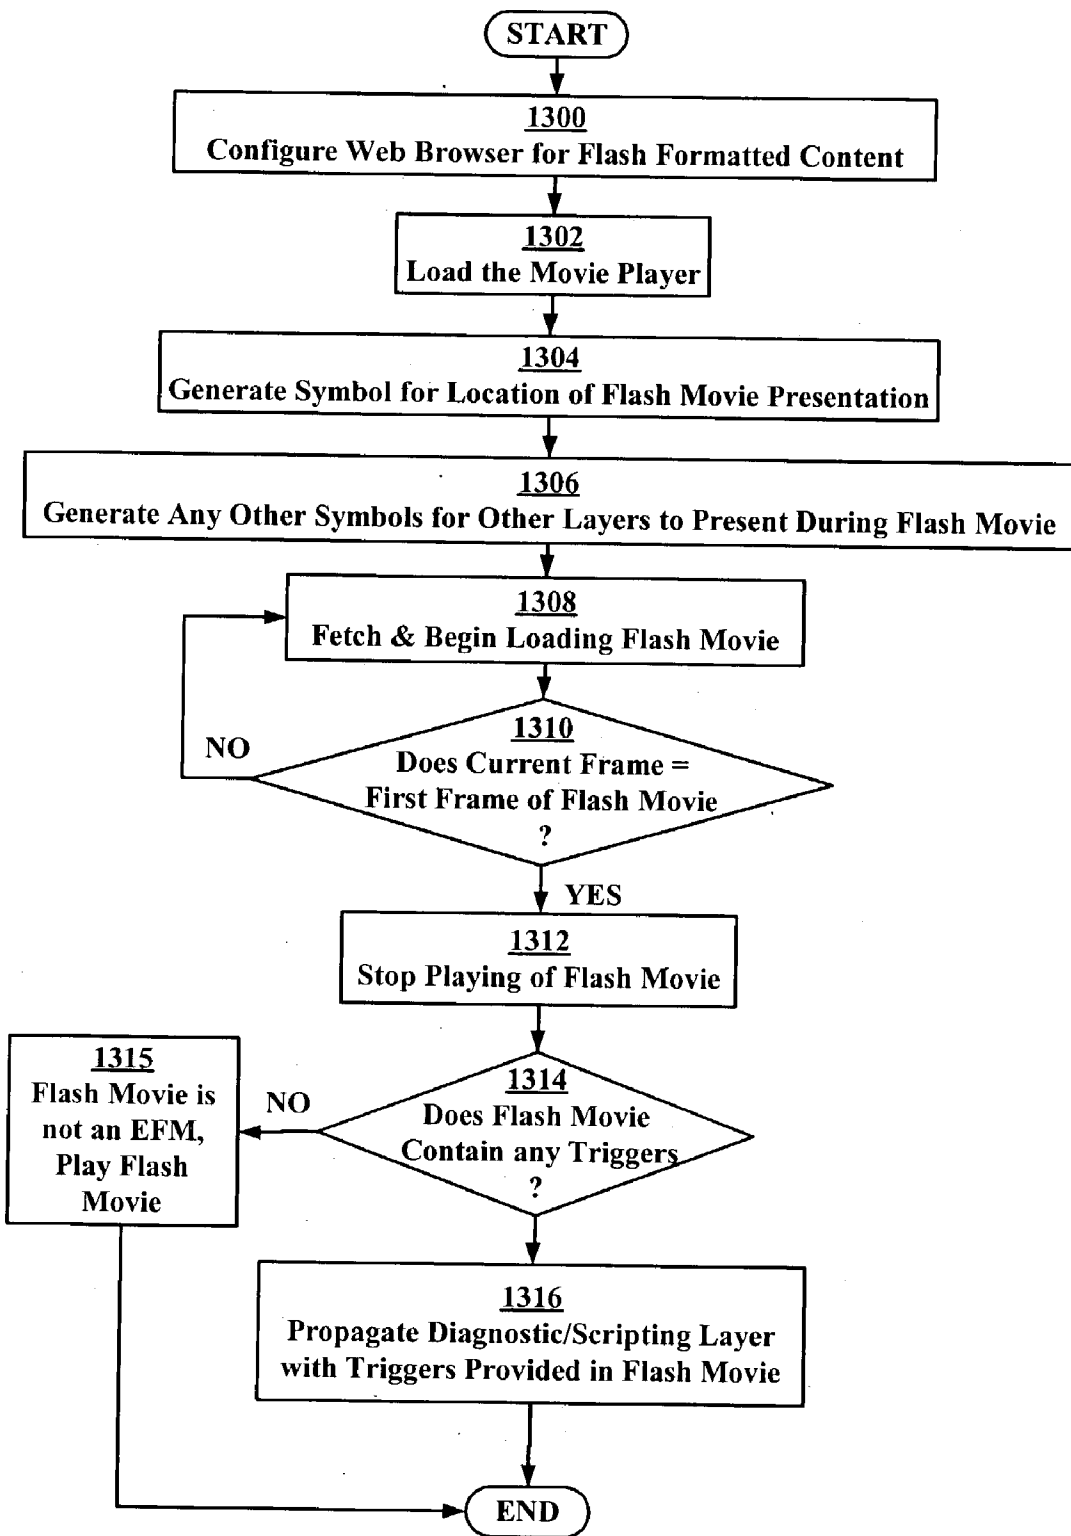 START
1300
Configure Web Browser for Flash Formatted Content
1302
Load the Movie Player
1304
Generate Symbol for Location of Flash Movie Presentation
1306
Generate Any Other Symbols for Other Layers to Present During Flash Movie
1308
Fetch & Begin Loading Flash Movie
1310
Does Current Frame =
First Frame of Flash Movie
?
NO
YES
1312
Stop Playing of Flash Movie
1314
Does Flash Movie
Contain any Triggers
?
NO
1315
Flash Movie is
not an EFM,
Play Flash
Movie
1316
Propagate Diagnostic/Scripting Layer
with Triggers Provided in Flash Movie
END